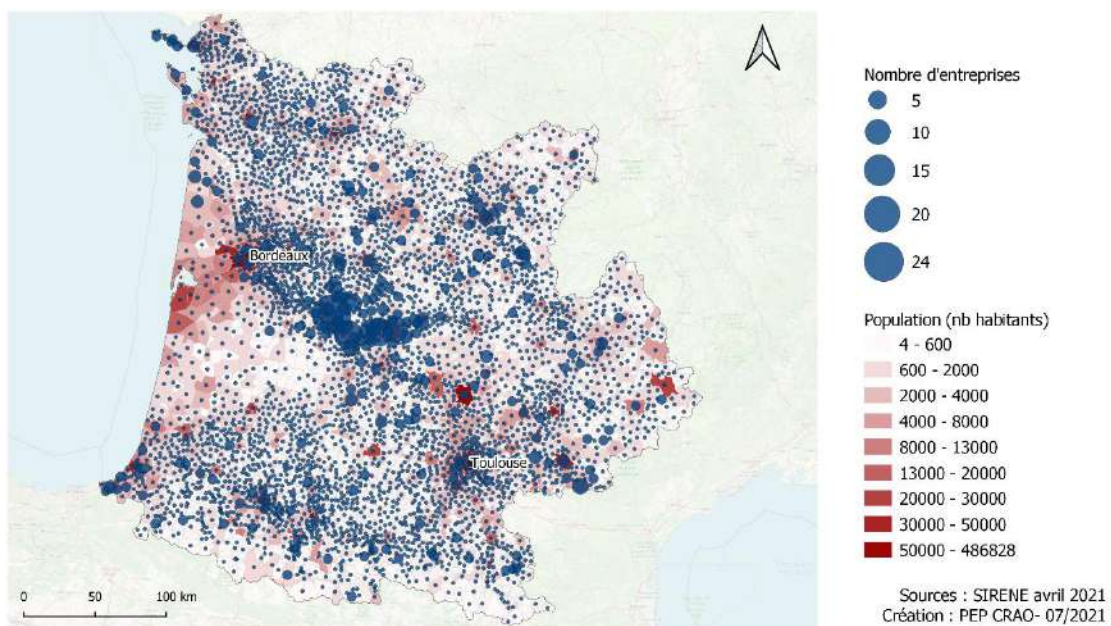 Bordeaux
Toulouse
0 50 100 km
Nombre d'entreprises
5
10
15
20
24
Population (nb habitants)
4 - 600
600 - 2000
2000 - 4000
4000 - 8000
8000 - 13000
13000 - 20000
20000 - 30000
30000 - 50000
50000 - 486828
Sources : SIRENE avril 2021
Création : PEP CRAO- 07/2021